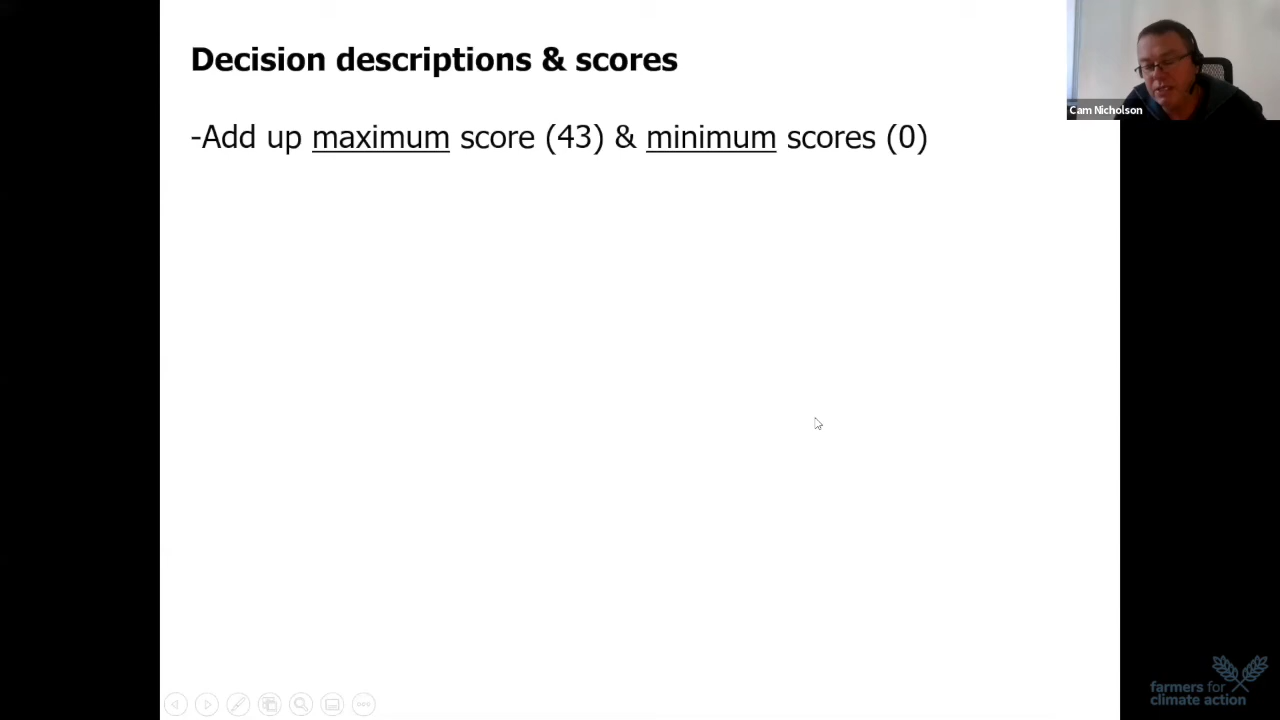 Decision descriptions & scores
Cam Nicholson
-Add up maximum score (43) & minimum scores (0)
farmers for
climate action